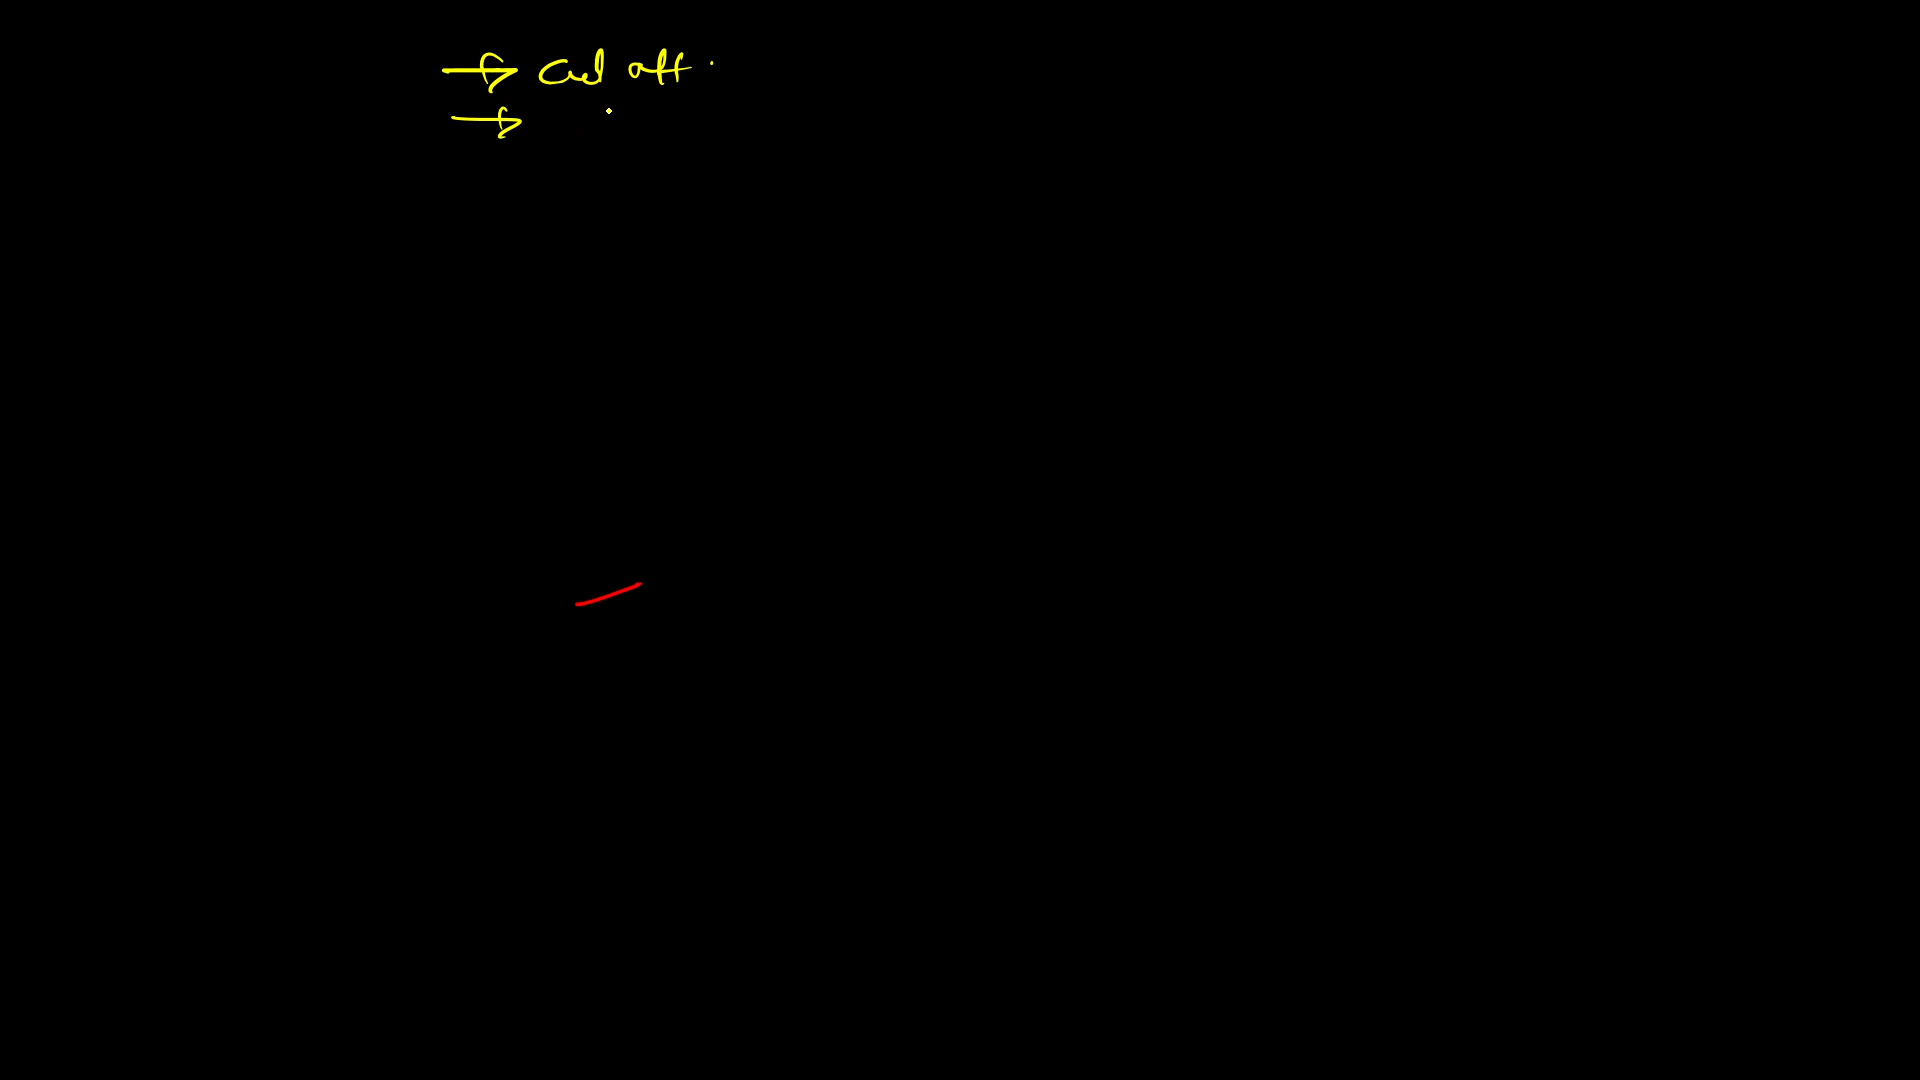 → Cut off .
→